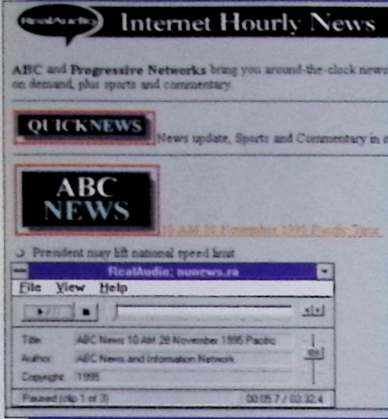 RealAudio Internet Hourly News
ABC and Progressive Networks bring you around-the-clock news
on demand, plus sports and commentary.
QUICKNEWS News update, Sports and Commentary in
ABC
NEWS
10 AM 28 November 1995 Pacific Time
President may lift national speed limit
RealAudio: nunews.ra
File View Help
Title: ABC News 10 AM 28 November 1995 Pacific
Author: ABC News and Information Network
Copyright: 1995
Paused (clip 1 of 3) 00:05.7 / 03:32.4